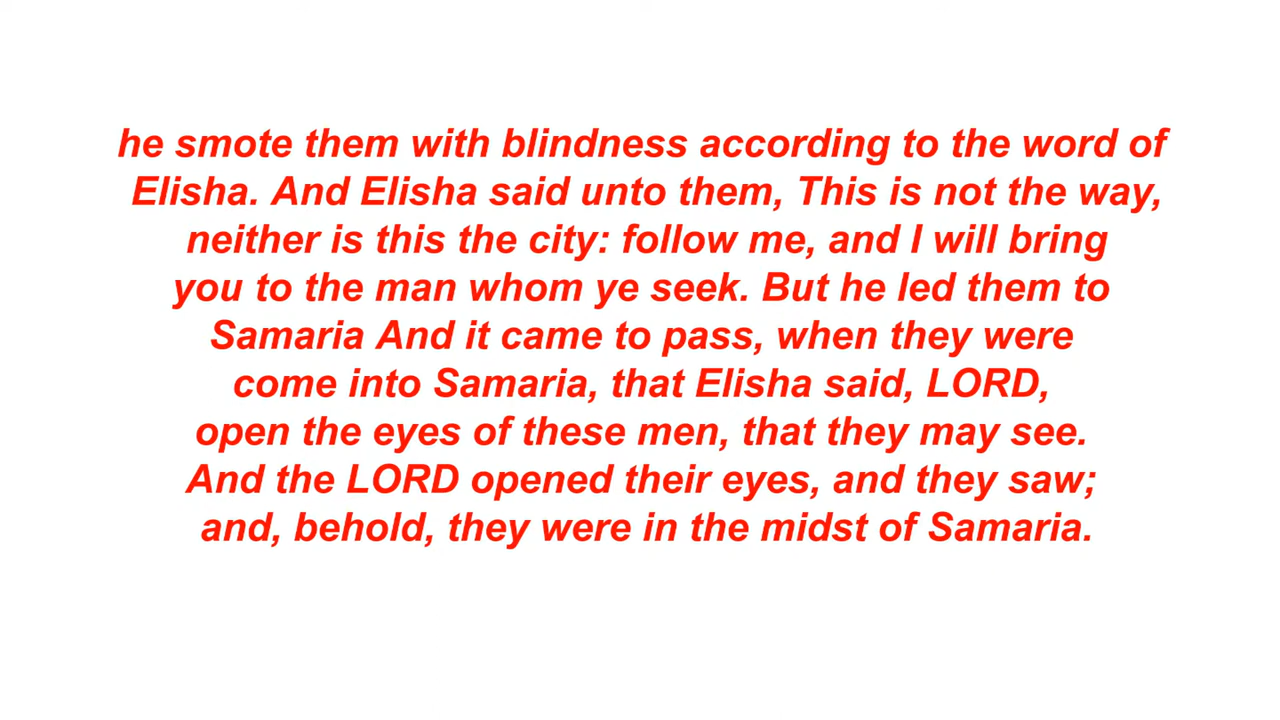 he smote them with blindness according to the word of
Elisha. And Elisha said unto them, This is not the way,
neither is this the city: follow me, and I will bring
you to the man whom ye seek. But he led them to
Samaria And it came to pass, when they were
come into Samaria, that Elisha said, LORD,
open the eyes of these men, that they may see.
And the LORD opened their eyes, and they saw;
and, behold, they were in the midst of Samaria.